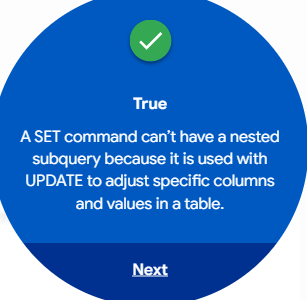 True
A SET command can't have a nested
subquery because it is used with
UPDATE to adjust specific columns
and values in a table.
Next